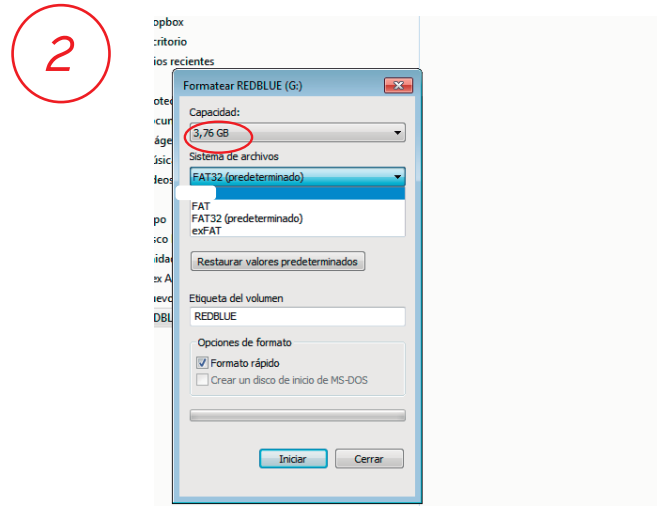 2
opbox
critorio
ios recientes
Formatear REDBLUE (G:)
Capacidad:
3,76 GB
Sistema de archivos
FAT32 (predeterminado)
FAT
FAT32 (predeterminado)
exFAT
Restaurar valores predeterminados
Etiqueta del volumen
REDBLUE
Opciones de formato
Formato rápido
Crear un disco de inicio de MS-DOS
Iniciar
Cerrar